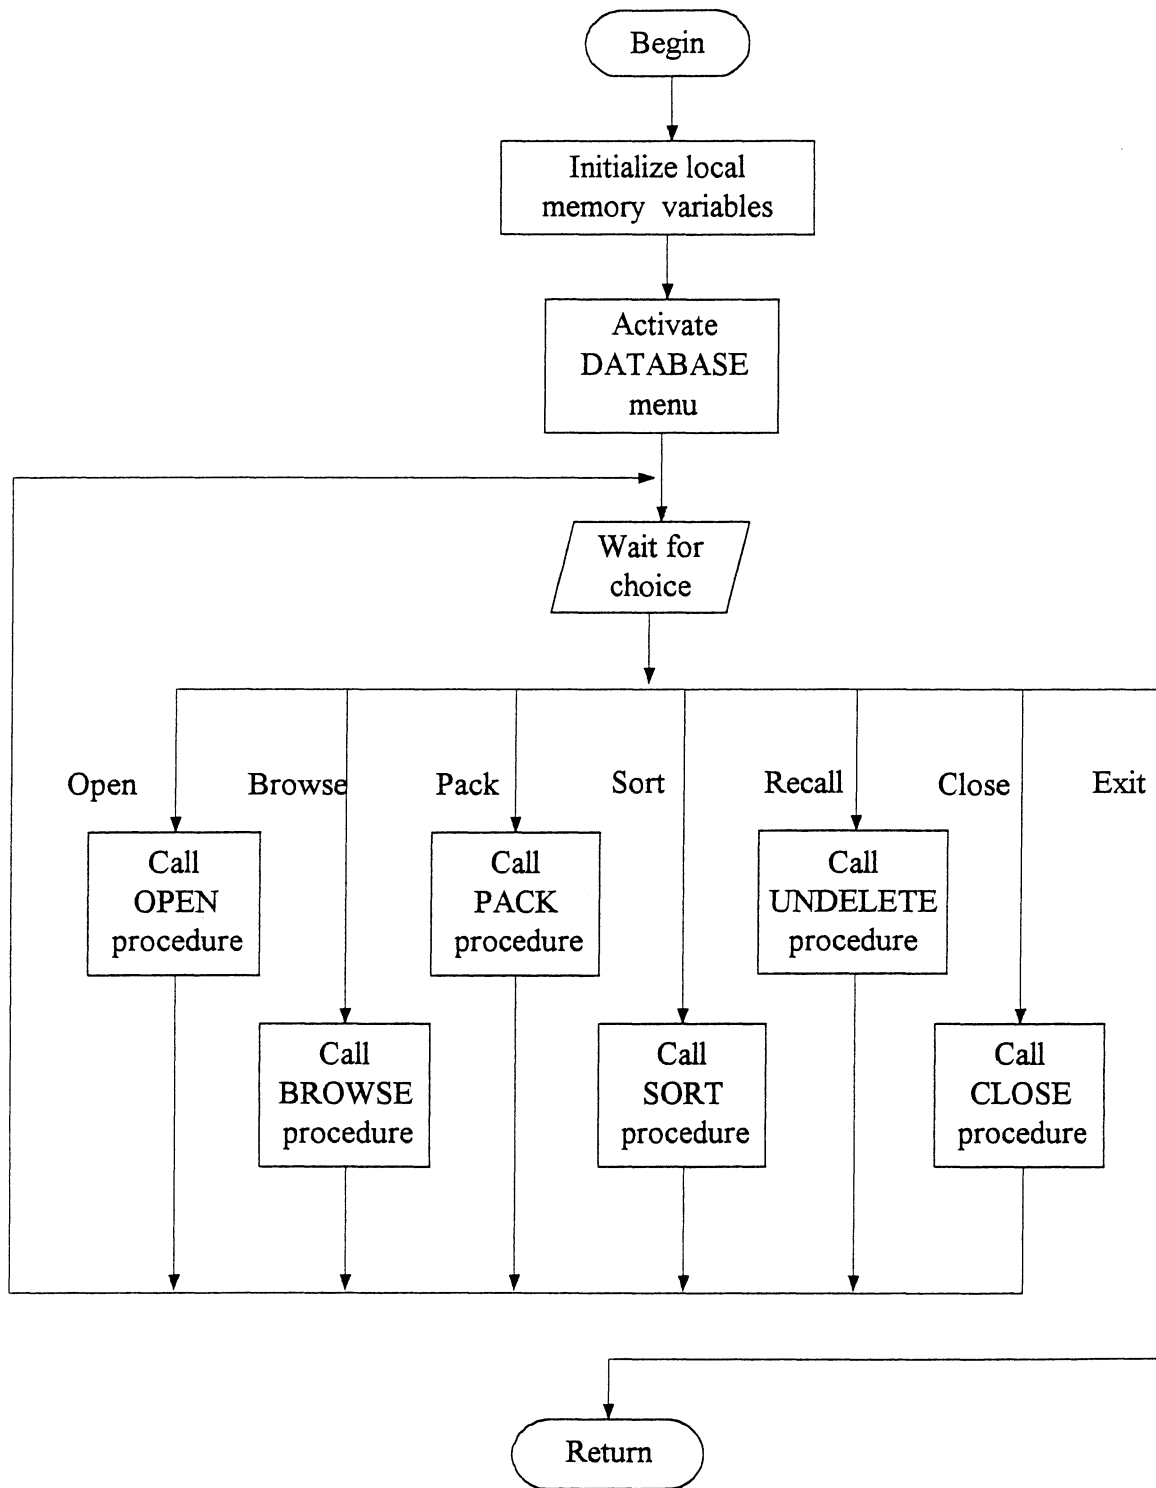 Begin
Initialize local
memory variables
Activate
DATABASE
menu
Wait for
choice
Open
Browse
Pack
Sort
Recall
Close
Exit
Call
OPEN
procedure
Call
PACK
procedure
Call
UNDELETE
procedure
Call
BROWSE
procedure
Call
SORT
procedure
Call
CLOSE
procedure
Return